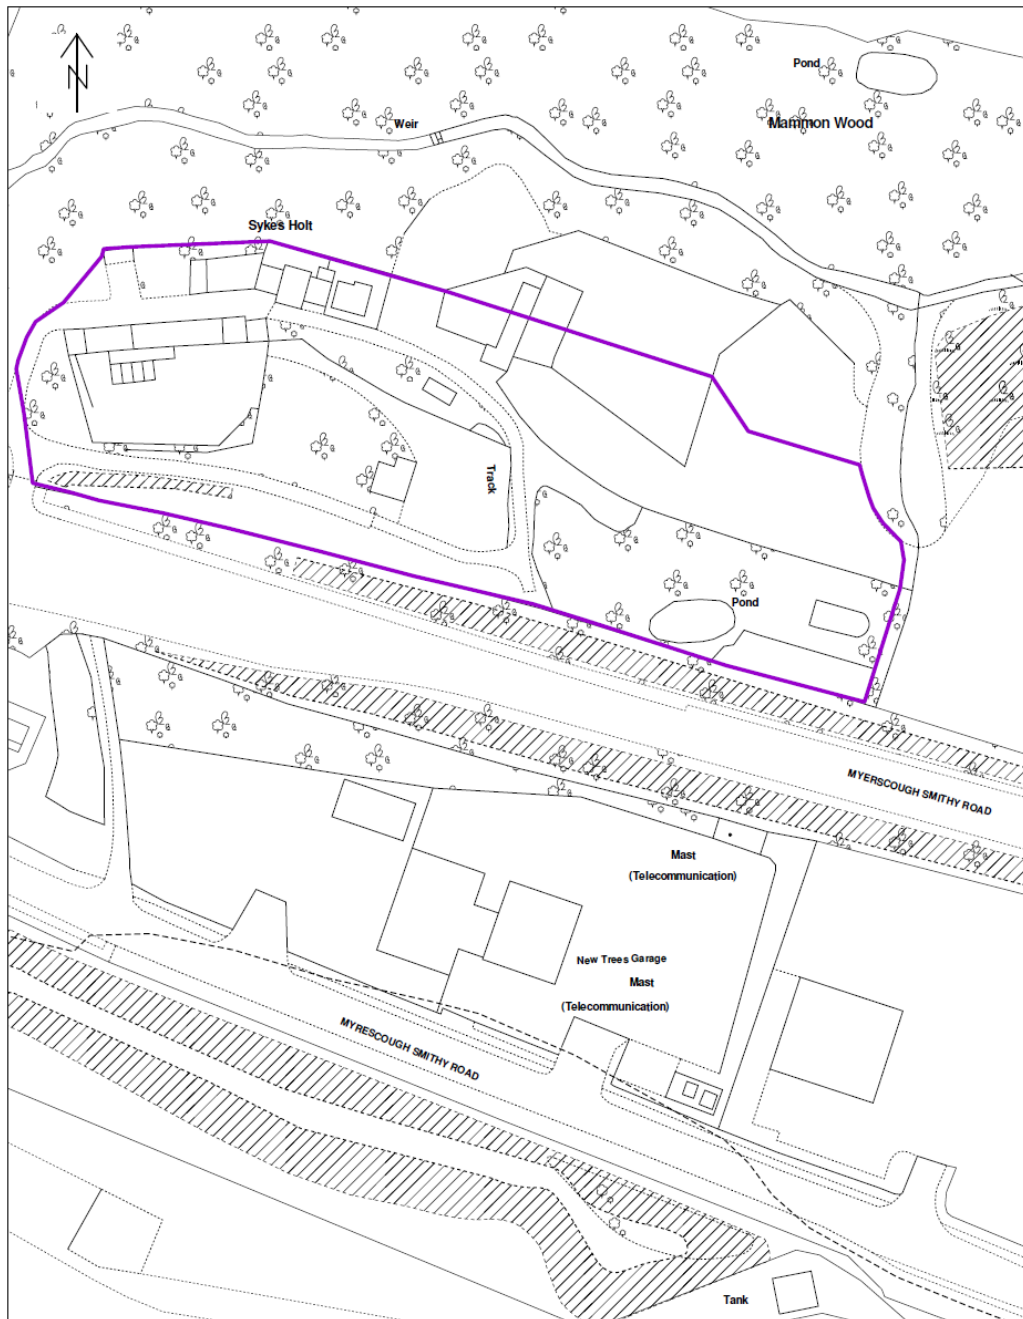 N
Pond
Mammon Wood
Weir
Sykes Holt
Track
Pond
MYERSCOUGH SMITHY ROAD
Mast
(Telecommunication)
New Trees Garage
Mast
(Telecommunication)
MYRESCOUGH SMITHY ROAD
Tank